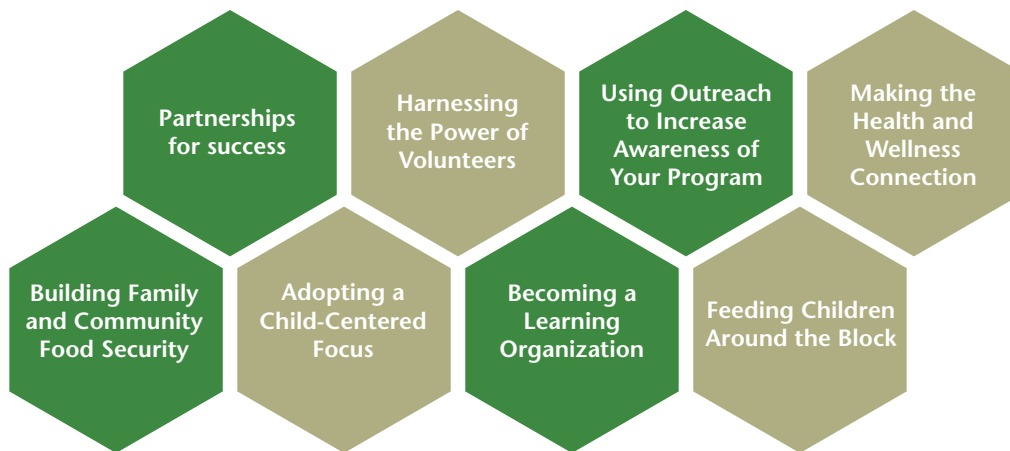 Partnerships
for success
Harnessing
the Power of
Volunteers
Using Outreach
to Increase
Awareness of
Your Program
Making the
Health and
Wellness
Connection
Building Family
and Community
Food Security
Adopting a
Child-Centered
Focus
Becoming a
Learning
Organization
Feeding Children
Around the Block